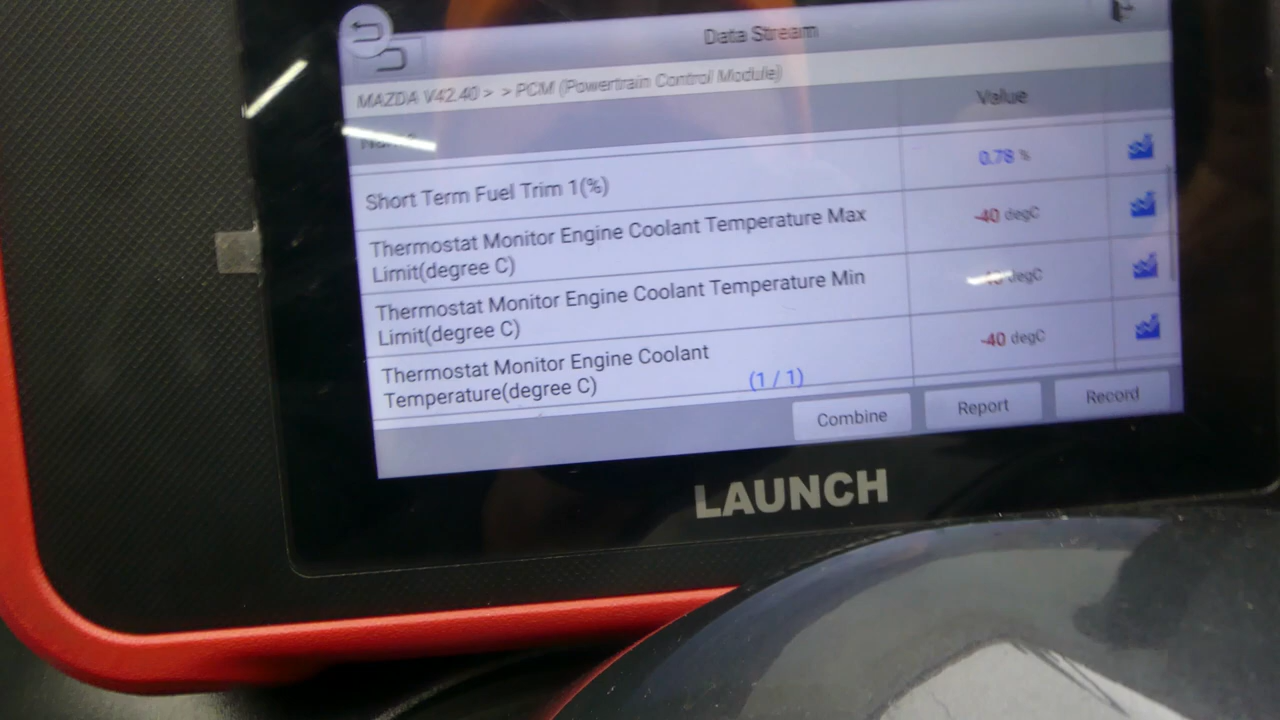 Data Stream
MAZDA V42.40 > > PCM (Powertrain Control Module)
Name
Value
Short Term Fuel Trim 1(%)
0.78 %
Thermostat Monitor Engine Coolant Temperature Max
Limit(degree C)
-40 degC
Thermostat Monitor Engine Coolant Temperature Min
Limit(degree C)
degC
Thermostat Monitor Engine Coolant
Temperature(degree C)
-40 degC
(1 / 1)
Combine
Report
Record
LAUNCH